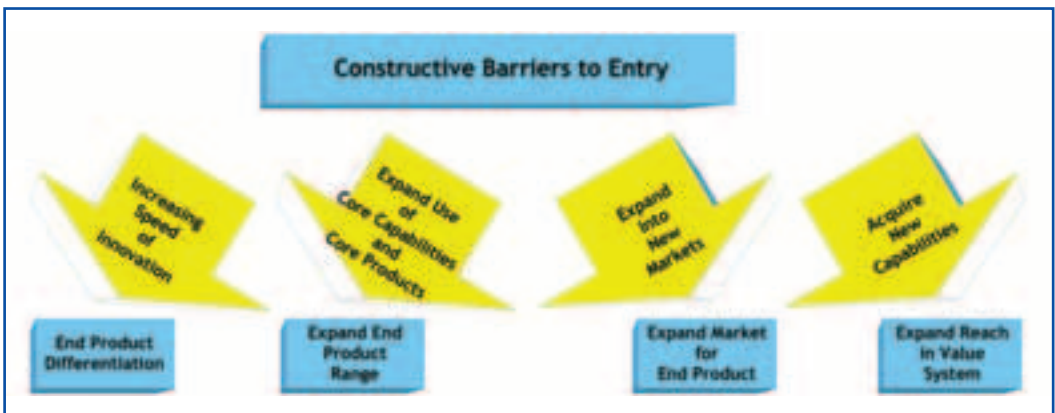 Constructive Barriers to Entry
Increasing
Speed
of
Innovation
Expand Use
of
Core Capabilities
and
Core Products
Expand
Into
New
Markets
Acquire
New
Capabilities
End Product
Differentiation
Expand End
Product
Range
Expand Market
for
End Product
Expand Reach
in Value
System